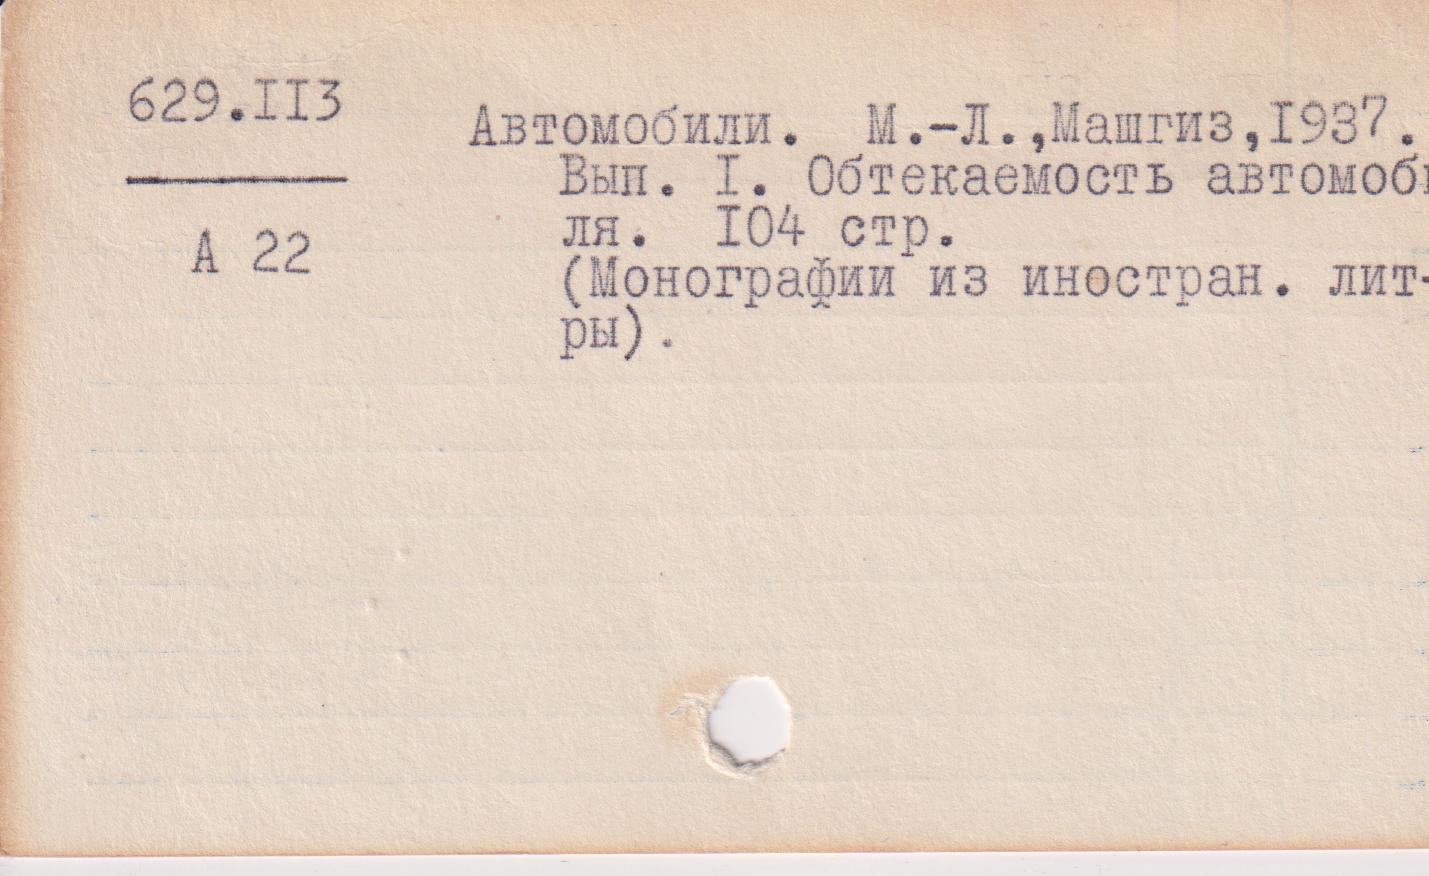 629.II3
А 22
Автомобили. М.-Л.,Машгиз,I937.
Вып. I. Обтекаемость автомоби
ля. I04 стр.
(Монографии из иностран. лит-
ры).